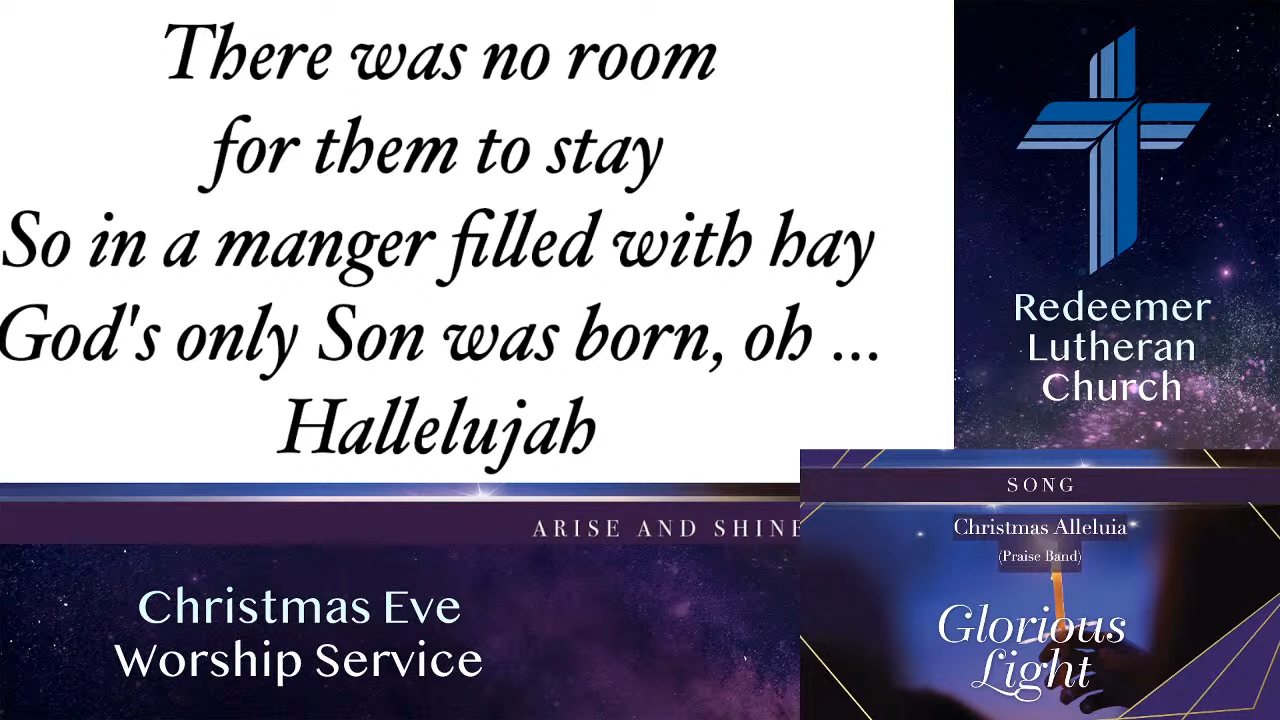 There was no room
for them to stay
So in a manger filled with hay
God's only Son was born, oh ...
Hallelujah
Redeemer
Lutheran
Church
ARISE AND SHINE
Christmas Eve
Worship Service
SONG
Christmas Alleluia
(Praise Band)
Glorious
Light